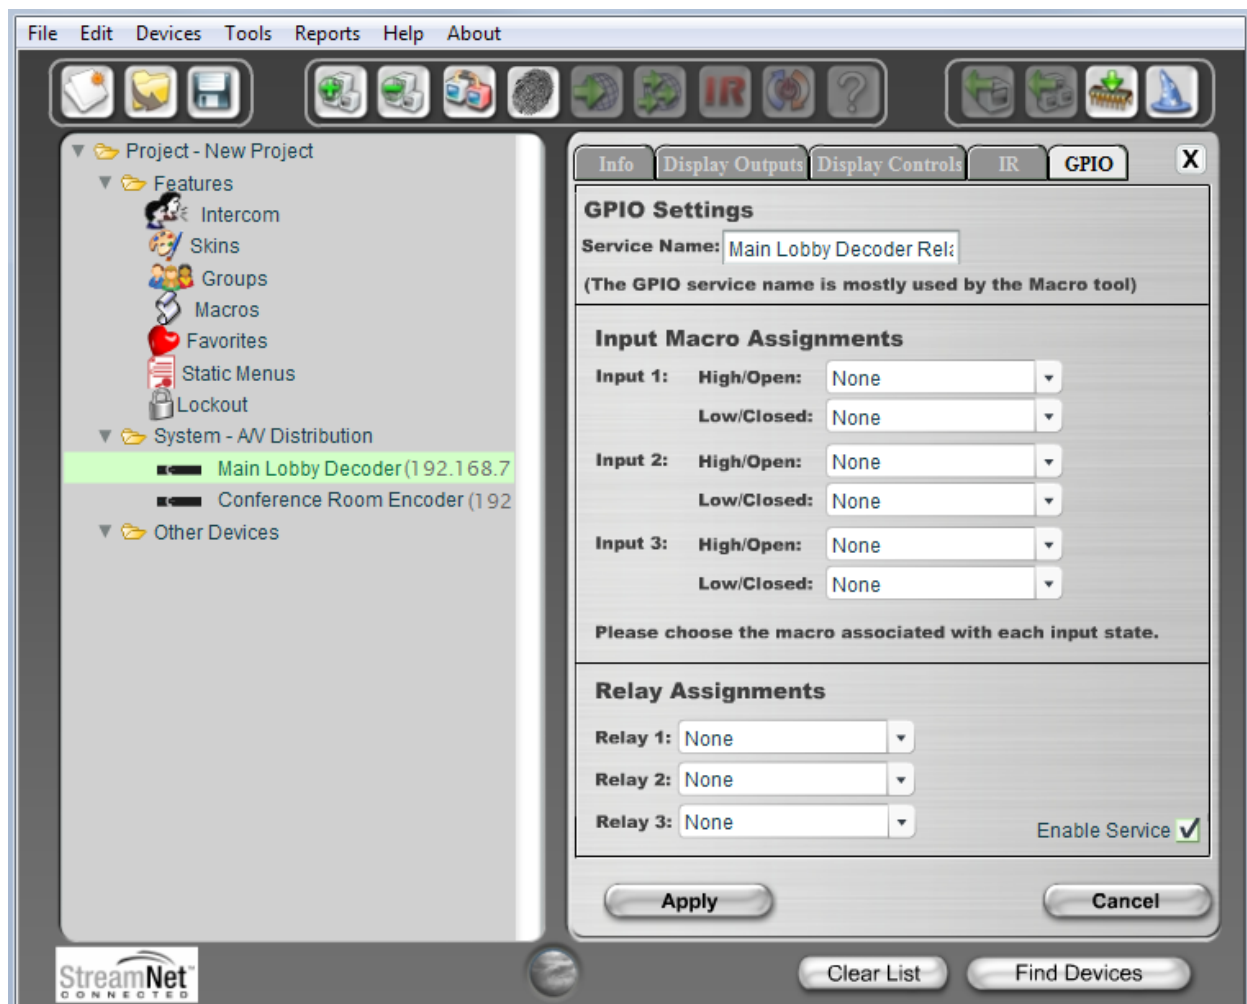 File Edit Devices Tools Reports Help About
IR ?
Project - New Project
Features
Intercom
Skins
Groups
Macros
Favorites
Static Menus
Lockout
System - A/V Distribution
Main Lobby Decoder (192.168.7
Conference Room Encoder (192
Other Devices
Info Display Outputs Display Controls IR GPIO X
GPIO Settings
Service Name: Main Lobby Decoder Rela
(The GPIO service name is mostly used by the Macro tool)
Input Macro Assignments
Input 1: High/Open: None
Low/Closed: None
Input 2: High/Open: None
Low/Closed: None
Input 3: High/Open: None
Low/Closed: None
Please choose the macro associated with each input state.
Relay Assignments
Relay 1: None
Relay 2: None
Relay 3: None
Enable Service
Apply Cancel
StreamNet™
CONNECTED
Clear List Find Devices